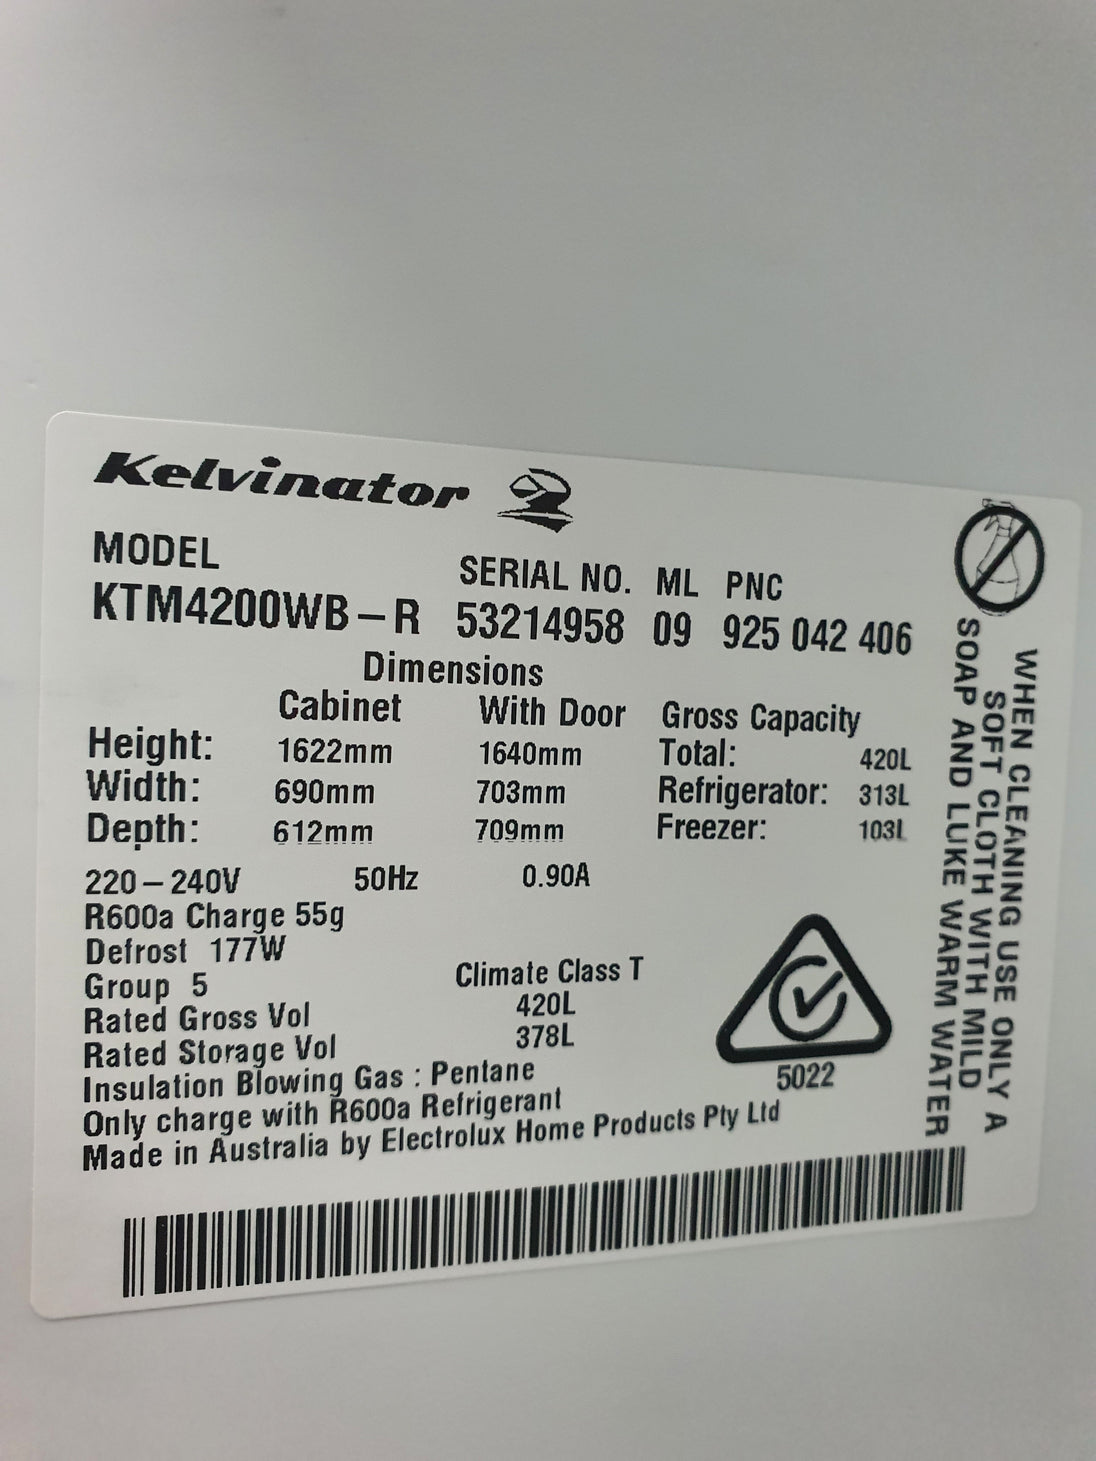 Kelvinator
MODEL SERIAL NO. ML PNC
KTM4200WB-R 53214958 09 925 042 406
Dimensions
Cabinet With Door Gross Capacity
Height: 1622mm 1640mm Total: 420L
Width: 690mm 703mm Refrigerator: 313L
Depth: 612mm 709mm Freezer: 103L
220-240V 50Hz 0.90A
R600a Charge 55g
Defrost 177W
Group 5 Climate Class T
Rated Gross Vol 420L
Rated Storage Vol 378L
Insulation Blowing Gas : Pentane
Only charge with R600a Refrigerant
Made in Australia by Electrolux Home Products Pty Ltd
5022
WHEN CLEANING USE ONLY A
SOFT CLOTH WITH MILD
SOAP AND LUKE WARM WATER